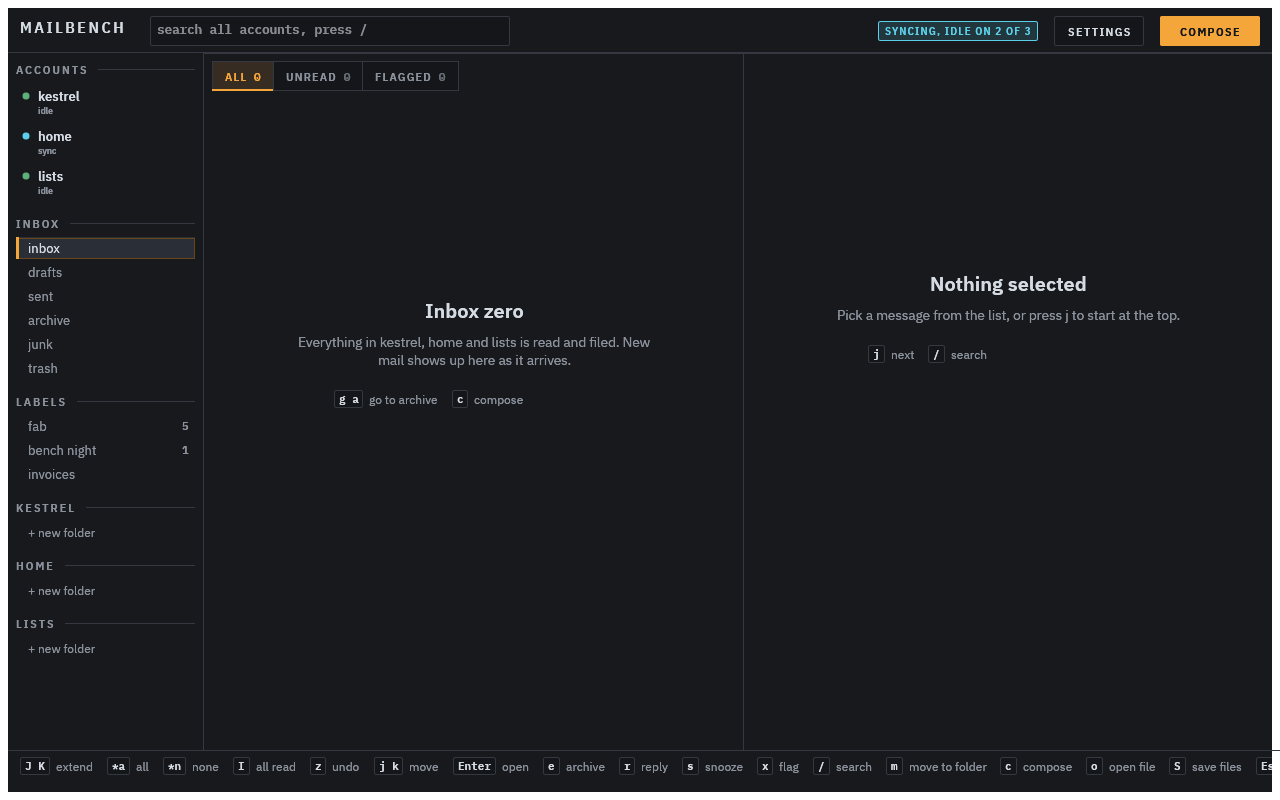 MAILBENCH
search all accounts, press /
SYNCING, IDLE ON 2 OF 3
SETTINGS
COMPOSE
ACCOUNTS
kestrel
idle
home
sync
lists
idle
INBOX
inbox
drafts
sent
archive
junk
trash
LABELS
fab 5
bench night 1
invoices
KESTREL
+ new folder
HOME
+ new folder
LISTS
+ new folder
ALL 0 UNREAD 0 FLAGGED 0
Inbox zero
Everything in kestrel, home and lists is read and filed. New
mail shows up here as it arrives.
g a go to archive c compose
Nothing selected
Pick a message from the list, or press j to start at the top.
j next / search
J K extend *a all *n none I all read z undo j k move Enter open e archive r reply s snooze x flag / search m move to folder c compose o open file S save files Es